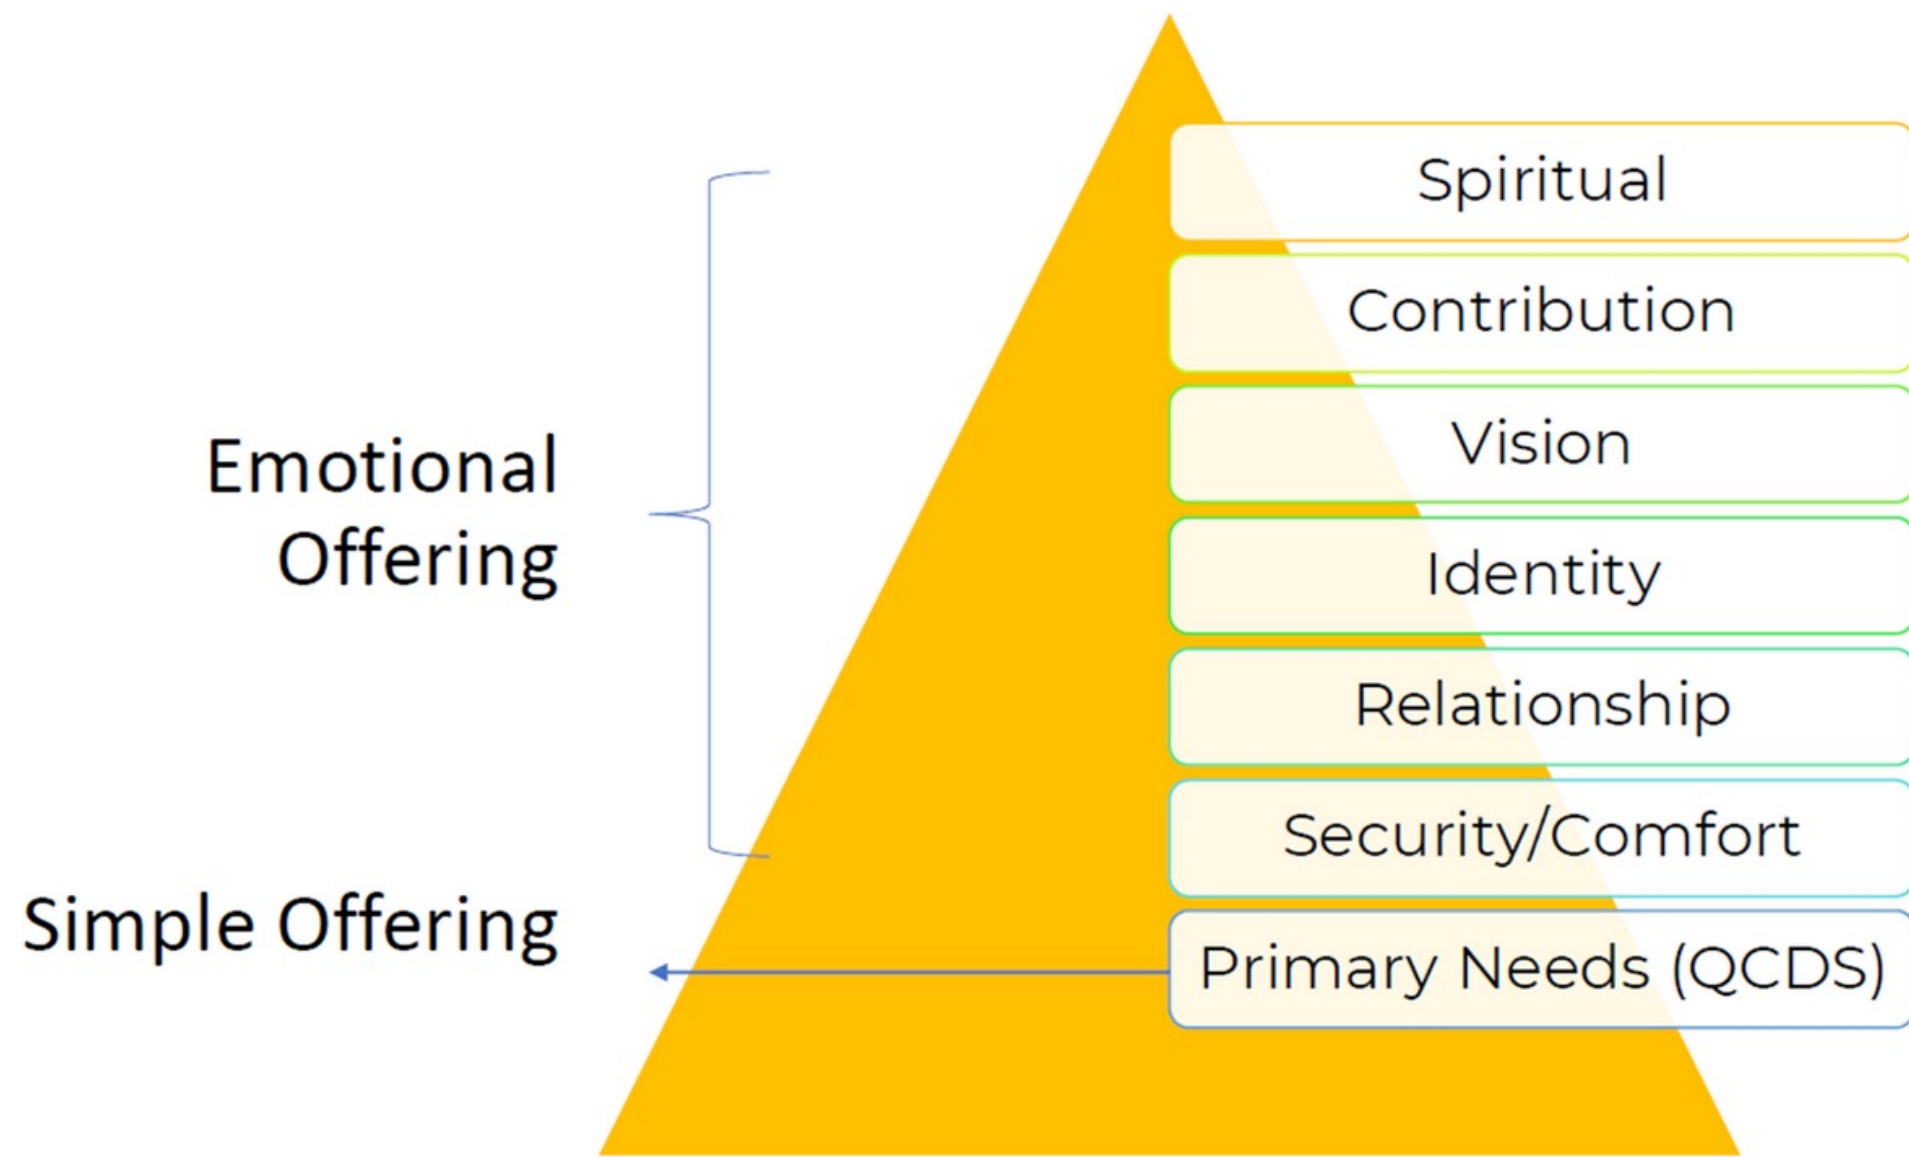 Spiritual
Contribution
Vision
Identity
Relationship
Security/Comfort
Primary Needs (QCDS)
Emotional
Offering
Simple Offering